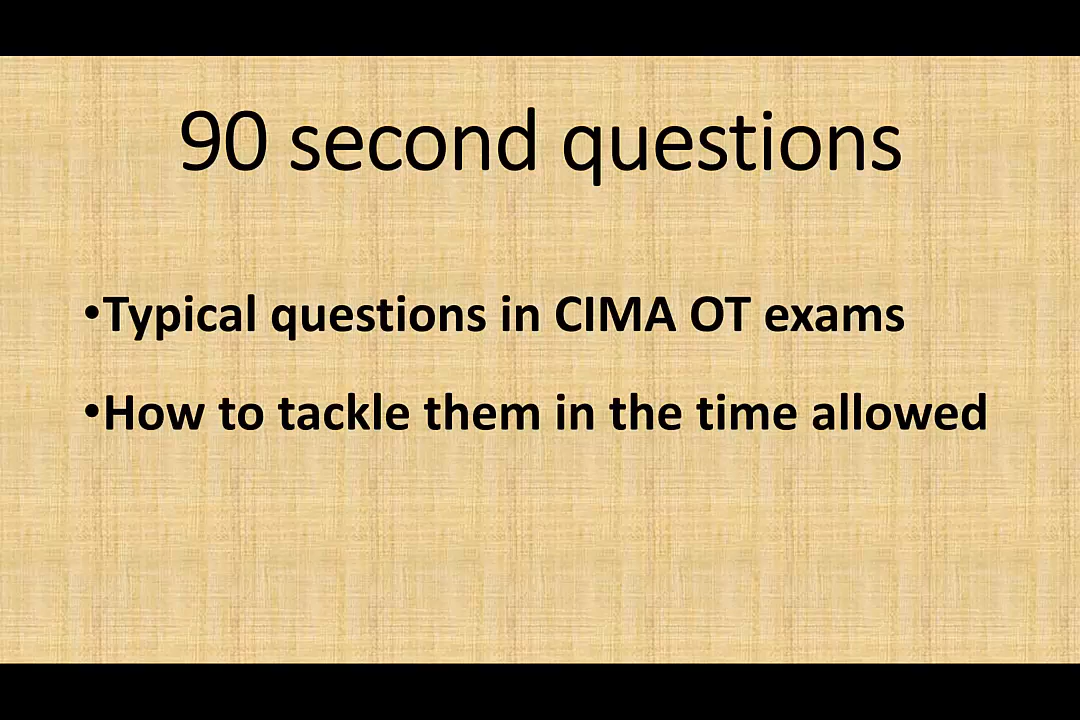 90 second questions
•Typical questions in CIMA OT exams
•How to tackle them in the time allowed